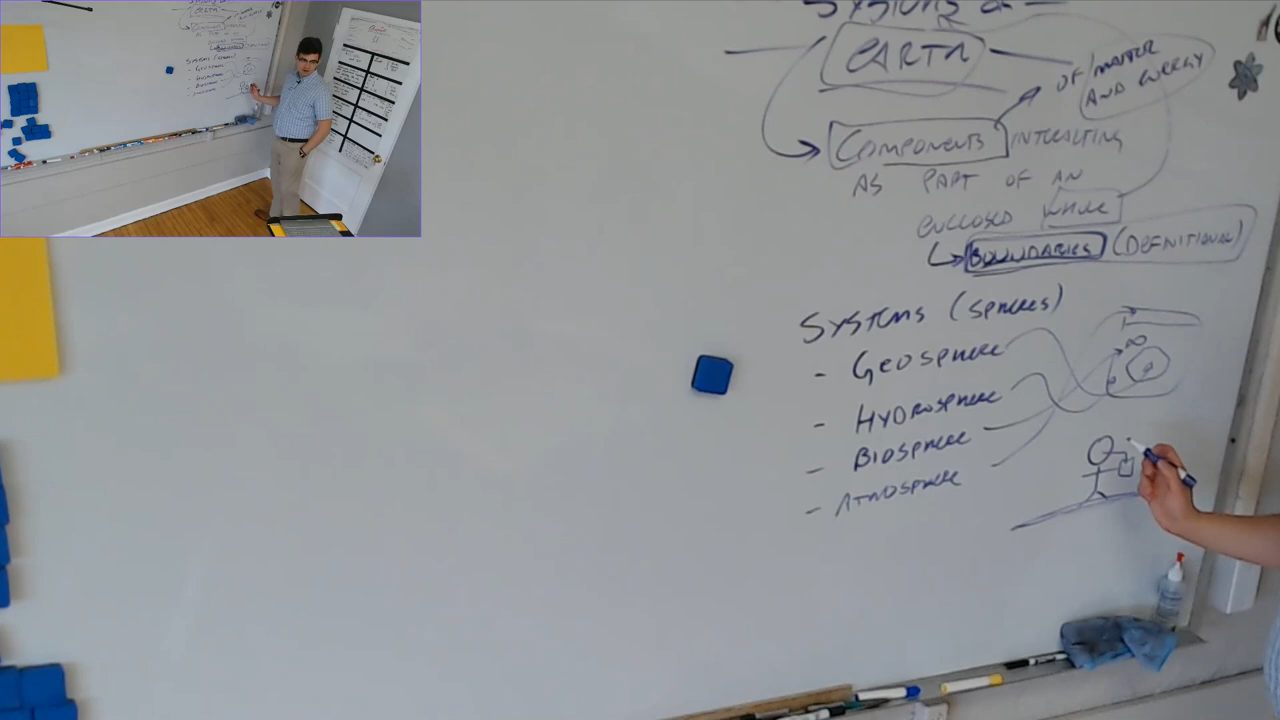 SYSTEMS OF
EARTH
OF MATTER
AND ENERGY
COMPONENTS INTERACTING
AS PART OF AN
ENCLOSED WHOLE
BOUNDARIES (DEFINITIONAL)
SYSTEMS (SPHERES)
- GEOSPHERE
- HYDROSPHERE
- BIOSPHERE
- ATMOSPHERE